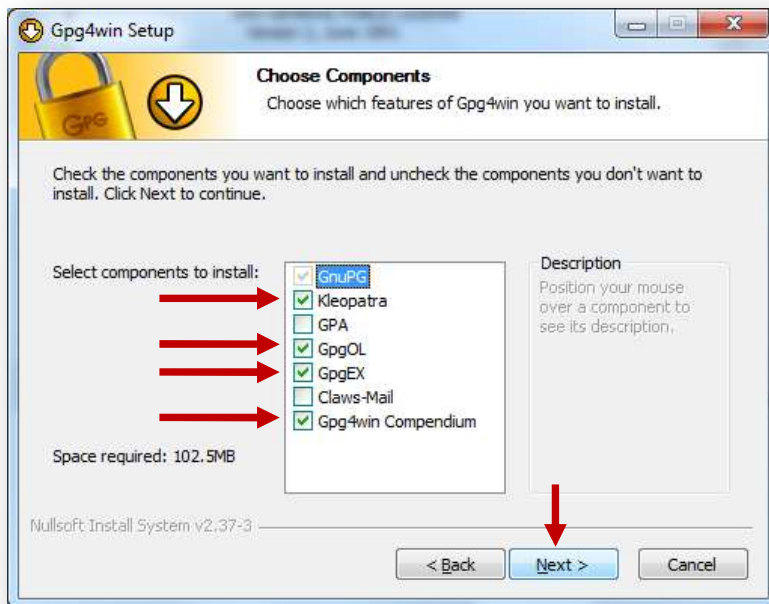 Gpg4win Setup
GPG
Choose Components
Choose which features of Gpg4win you want to install.
Check the components you want to install and uncheck the components you don't want to
install. Click Next to continue.
Select components to install:
GnuPG
Kleopatra
GPA
GpgOL
GpgEX
Claws-Mail
Gpg4win Compendium
Description
Position your mouse
over a component to
see its description.
Space required: 102.5MB
Nullsoft Install System v2.37-3
< Back
Next >
Cancel